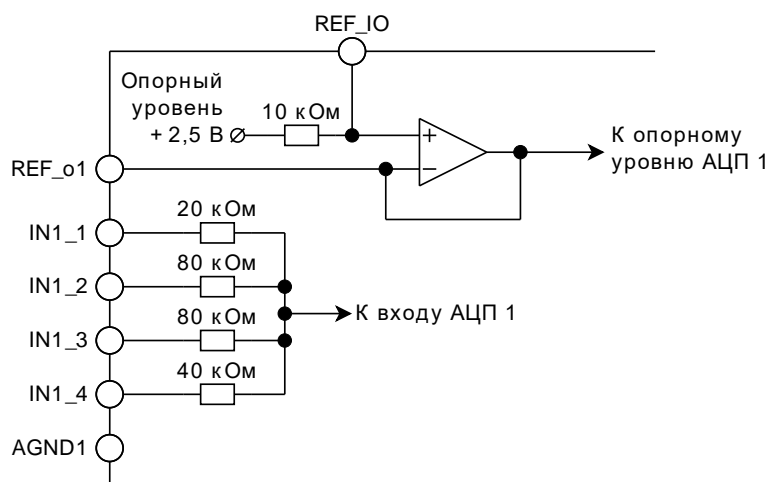 REF_IO
Опорный
уровень
+ 2,5 В
10 кОм
+
−
К опорному
уровню АЦП 1
REF_o1
20 кОм
IN1_1
80 кОм
IN1_2
К входу АЦП 1
80 кОм
IN1_3
40 кОм
IN1_4
AGND1